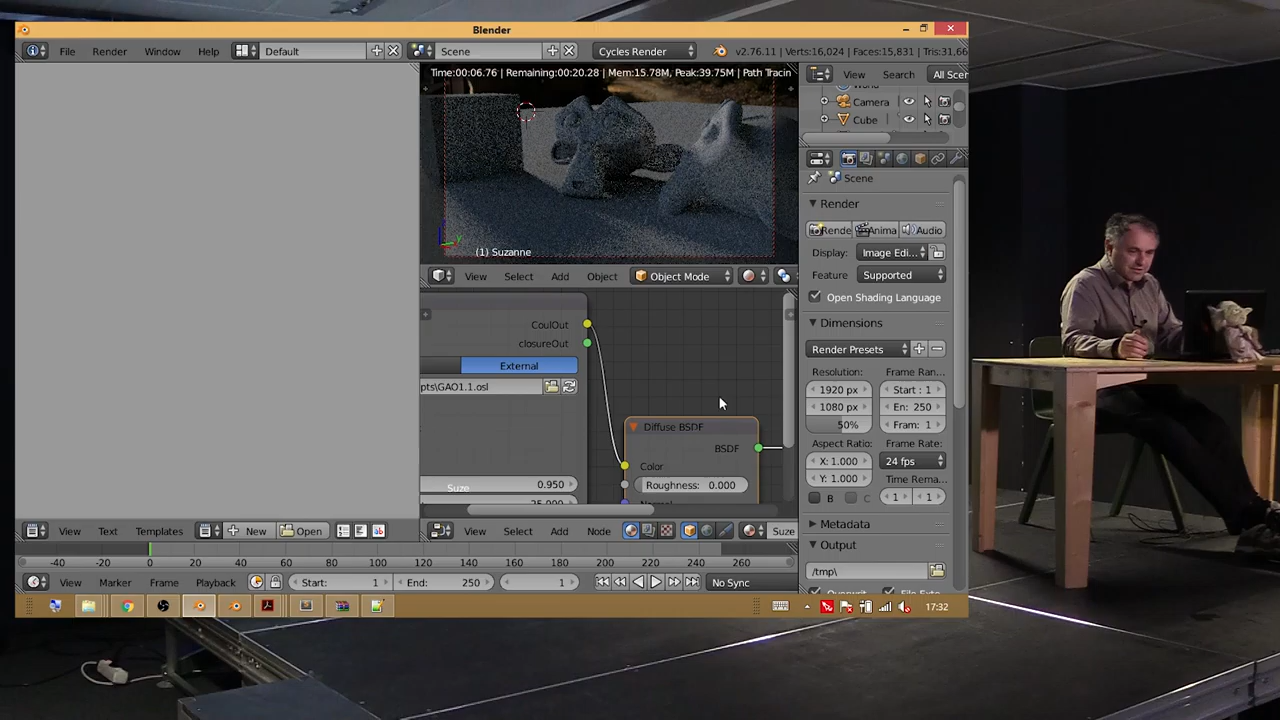 Blender
File Render Window Help Default Scene Cycles Render v2.76.11 | Verts:16,024 | Faces:15,831 | Tris:31,66
Time:00:06.76 | Remaining:00:20.28 | Mem:15.78M, Peak:39.75M | Path Tracin
(1) Suzanne
View Select Add Object Object Mode
CoulOut
closureOut
External
pts\GAO1.1.osl
Diffuse BSDF
BSDF
Color
Roughness: 0.000
0.950
Suze
View Search All Scen
Camera
Cube
Scene
Render
Rende Anima Audio
Display: Image Edi...
Feature Supported
Open Shading Language
Dimensions
Render Presets
Resolution: Frame Ran...
1920 px Start : 1
1080 px En: 250
50% Fram: 1
Aspect Ratio: Frame Rate:
X: 1.000 24 fps
Y: 1.000 Time Rema...
B C 1 1
Metadata
Output
/tmp\
View Text Templates New Open
View Select Add Node Suze
-40 -20 0 20 40 60 80 100 120 140 160 180 200 220 240 260
View Marker Frame Playback Start: 1 End: 250 1 No Sync
17:32